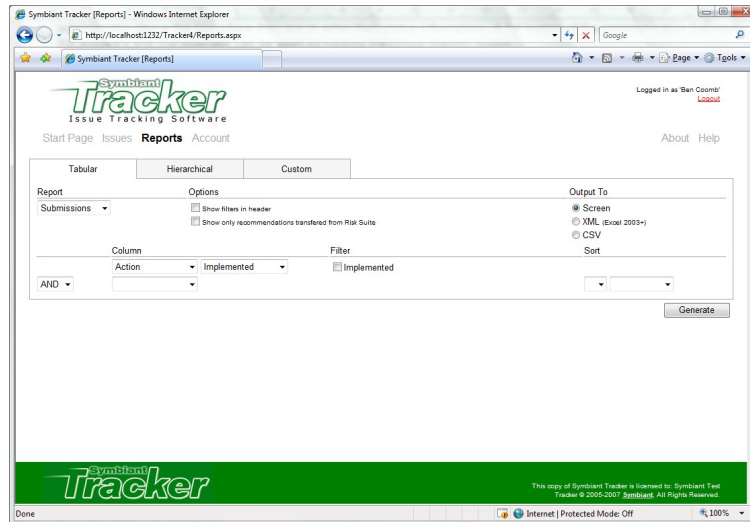 Symbiant Tracker [Reports] - Windows Internet Explorer
http://localhost:1232/Tracker4/Reports.aspx
Google
Symbiant Tracker [Reports]
Page
Tools
Symbiant
Tracker
Issue Tracking Software
Logged in as 'Ben Coomb'
Logout
Start Page Issues Reports Account
About Help
Tabular Hierarchical Custom
Report Options Output To
Submissions Show filters in header Screen
Show only recommendations transfered from Risk Suite XML (Excel 2003+)
CSV
Column Filter Sort
Action Implemented Implemented
AND
Generate
Symbiant
Tracker
This copy of Symbiant Tracker is licensed to: Symbiant Test
Tracker © 2005-2007 Symbiant, All Rights Reserved.
Done Internet | Protected Mode: Off 100%